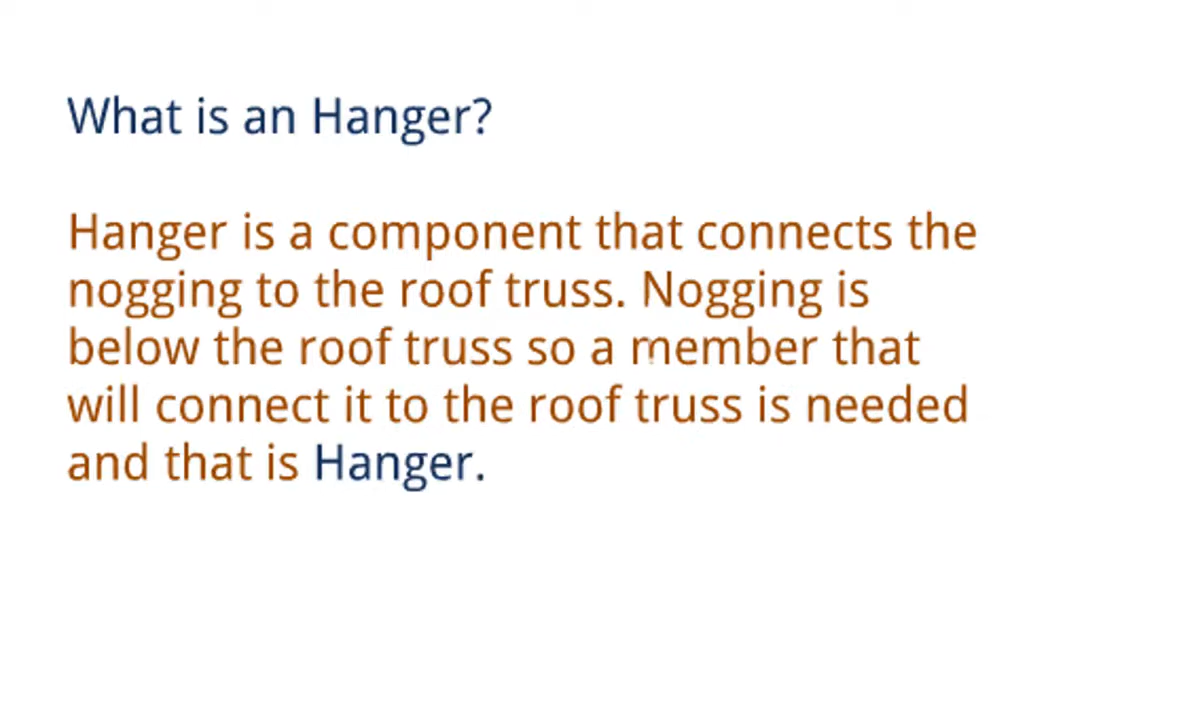 What is an Hanger?
Hanger is a component that connects the
nogging to the roof truss. Nogging is
below the roof truss so a member that
will connect it to the roof truss is needed
and that is Hanger.